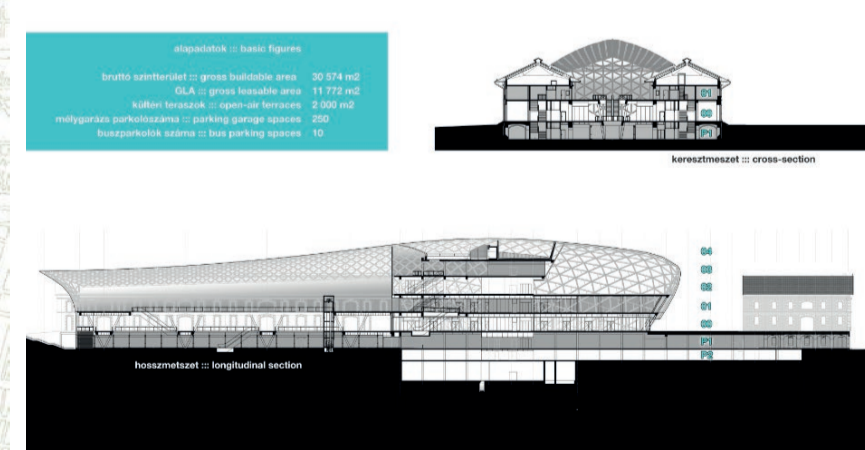 alapadatok ::: basic figures
bruttó szintterület ::: gross buildable area 30 574 m2
GLA ::: gross leasable area 11 772 m2
kültéri teraszok ::: open-air terraces 2 000 m2
mélygarázs parkolószáma ::: parking garage spaces 250
buszparkolók száma ::: bus parking spaces 10
01
00
P1
keresztmeszet ::: cross-section
04
03
02
01
00
P1
P2
hosszmetszet ::: longitudinal section